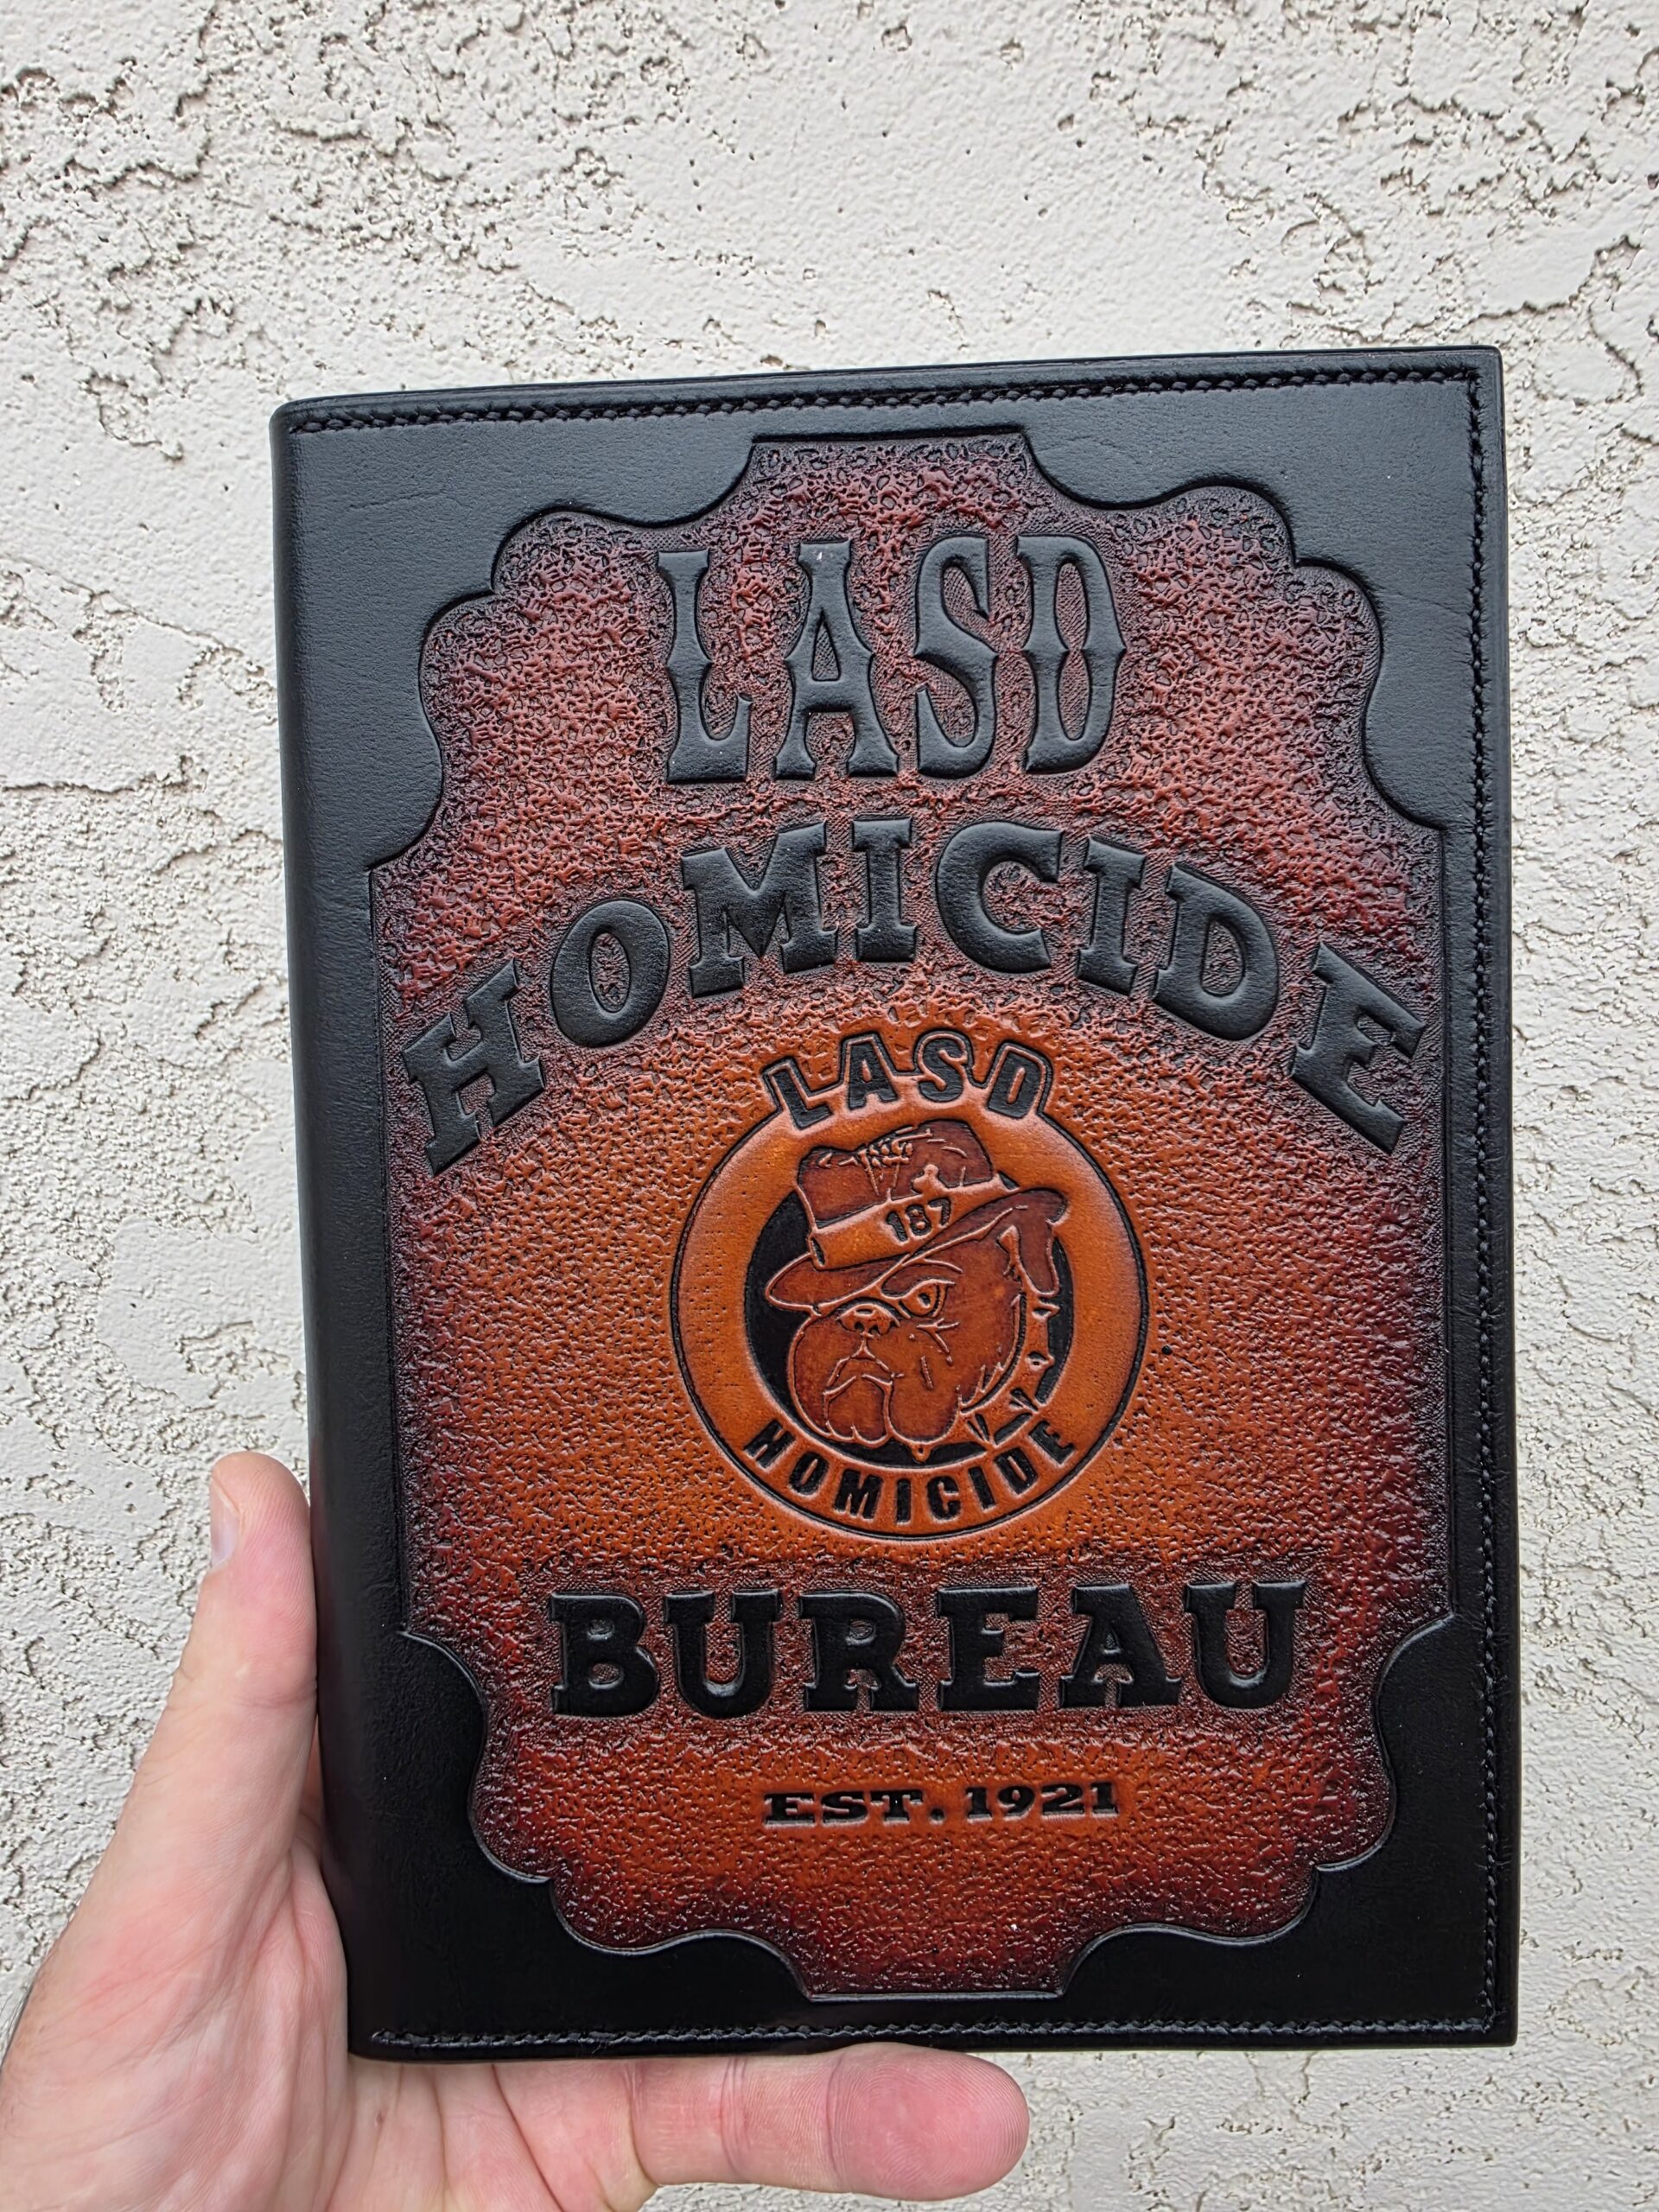 LASD
HOMICIDE
LASD
187
HOMICIDE
BUREAU
EST. 1921